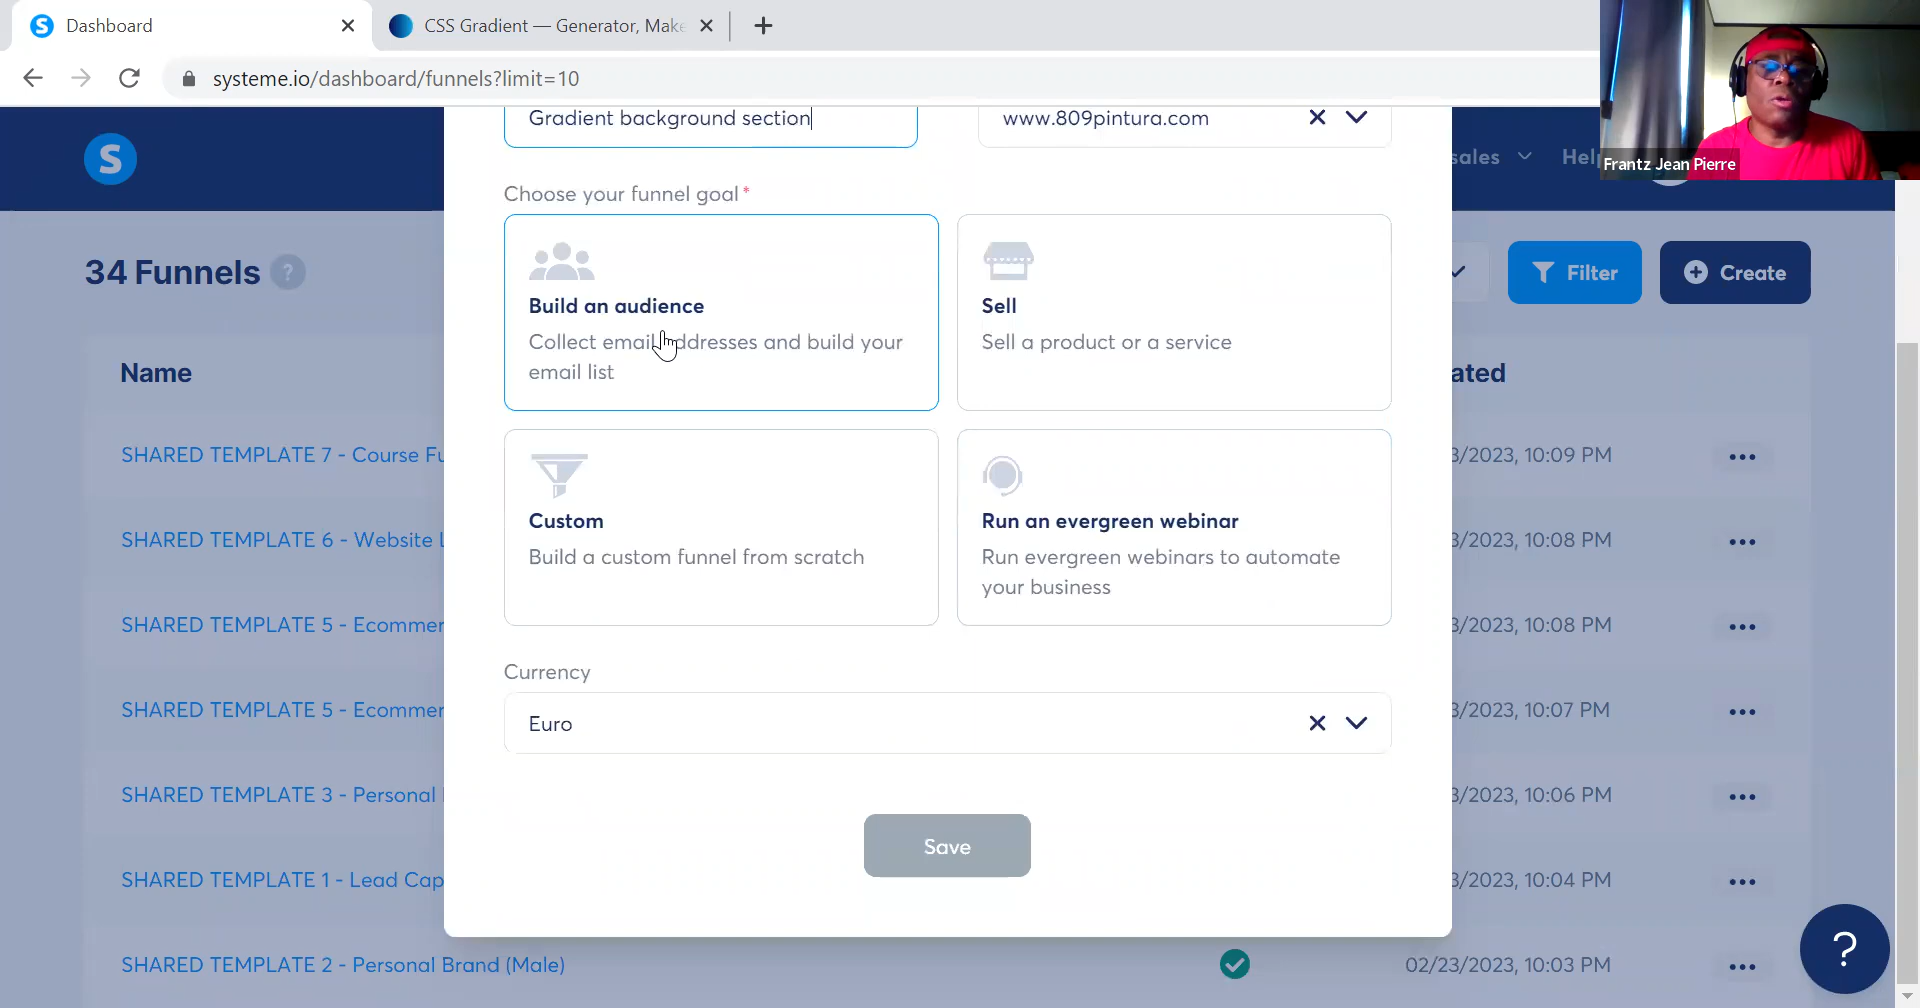 Dashboard
CSS Gradient — Generator, Make
systeme.io/dashboard/funnels?limit=10
Gradient background section
www.809pintura.com
S
sales
Hel
Frantz Jean Pierre
Choose your funnel goal *
34 Funnels ?
Filter
Create
Build an audience
Collect email addresses and build your
email list
Sell
Sell a product or a service
Name
ated
SHARED TEMPLATE 7 - Course Fu
3/2023, 10:09 PM
Custom
Build a custom funnel from scratch
Run an evergreen webinar
Run evergreen webinars to automate
your business
SHARED TEMPLATE 6 - Website L
3/2023, 10:08 PM
SHARED TEMPLATE 5 - Ecommer
3/2023, 10:08 PM
Currency
Euro
SHARED TEMPLATE 5 - Ecommer
3/2023, 10:07 PM
SHARED TEMPLATE 3 - Personal
3/2023, 10:06 PM
Save
SHARED TEMPLATE 1 - Lead Cap
3/2023, 10:04 PM
SHARED TEMPLATE 2 - Personal Brand (Male)
02/23/2023, 10:03 PM
?